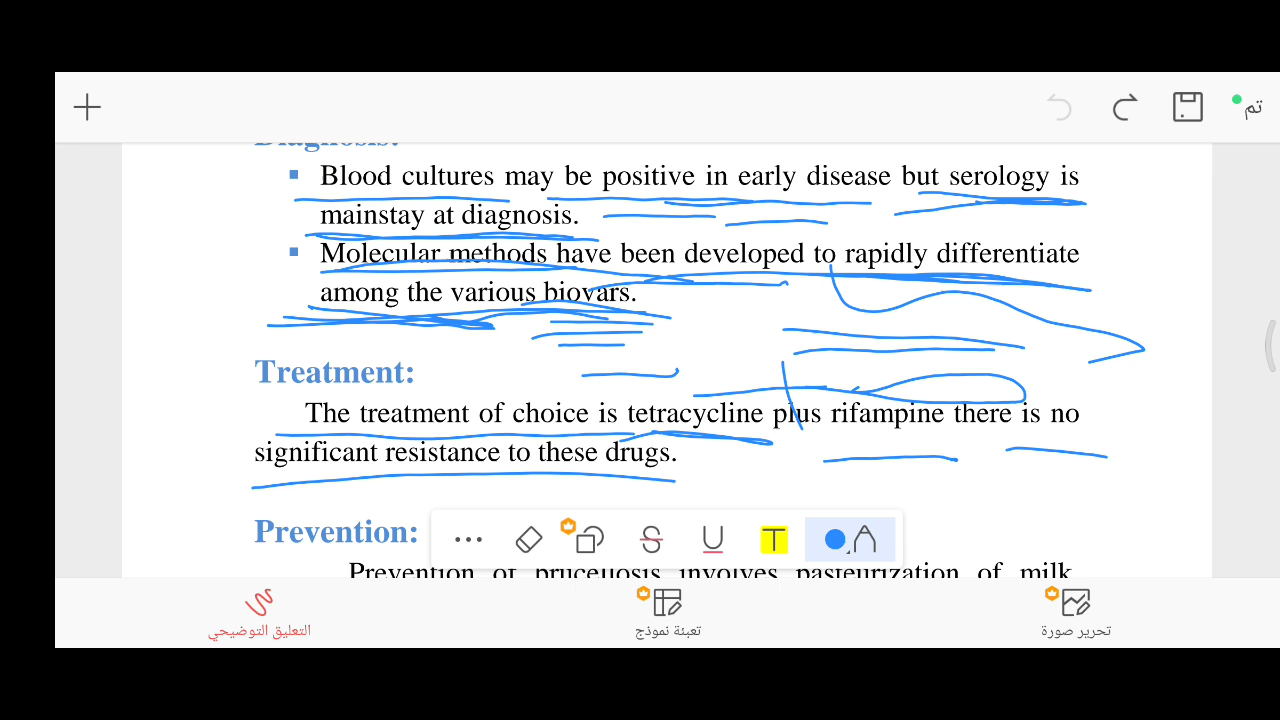 تم
Diagnosis:
▪ Blood cultures may be positive in early disease but serology is
mainstay at diagnosis.
▪ Molecular methods have been developed to rapidly differentiate
among the various biovars.
Treatment:
The treatment of choice is tetracycline plus rifampine there is no
significant resistance to these drugs.
Prevention:
Prevention of brucellosis involves pasteurization of milk,
التعليق التوضيحي
تعبئة نموذج
تحرير صورة